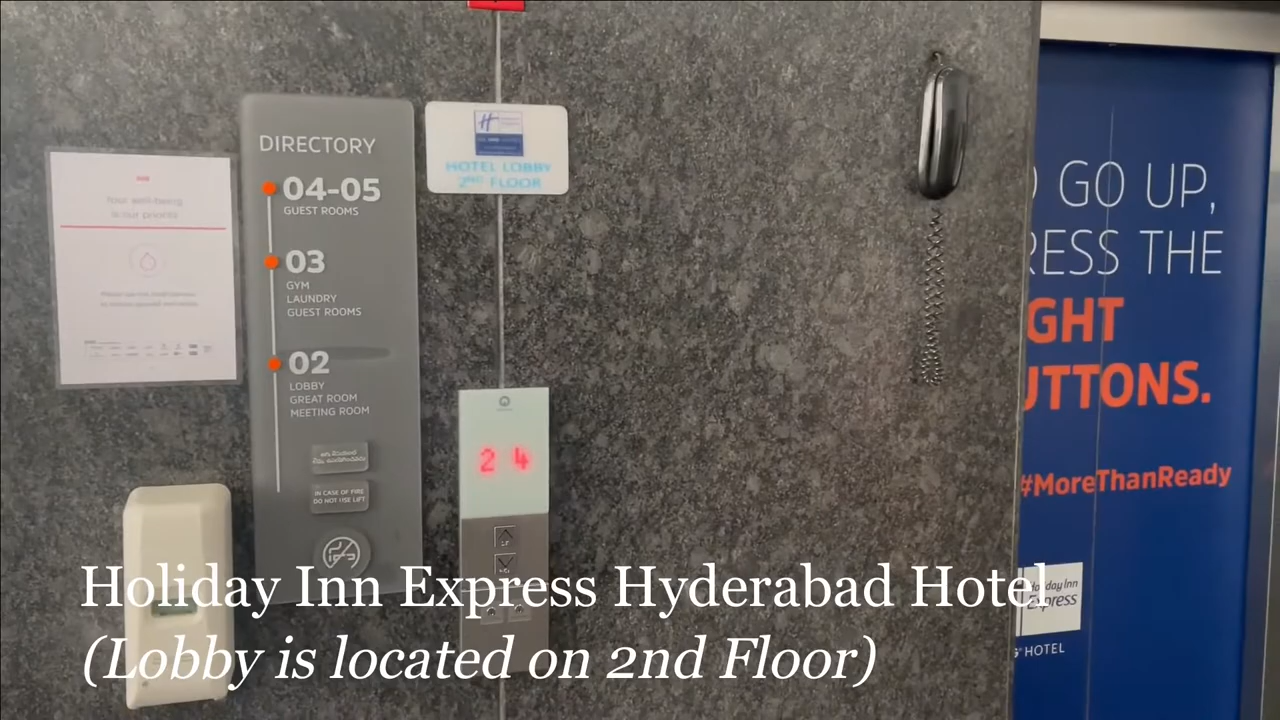 Your well-being
is our priority
DIRECTORY
04-05
GUEST ROOMS
03
GYM
LAUNDRY
GUEST ROOMS
02
LOBBY
GREAT ROOM
MEETING ROOM
IN CASE OF FIRE
DO NOT USE LIFT
HOTEL LOBBY
2ND FLOOR
24
GO UP,
RESS THE
GHT
UTTONS.
#MoreThanReady
Holiday Inn
Express
HOTEL
Holiday Inn Express Hyderabad Hotel
(Lobby is located on 2nd Floor)